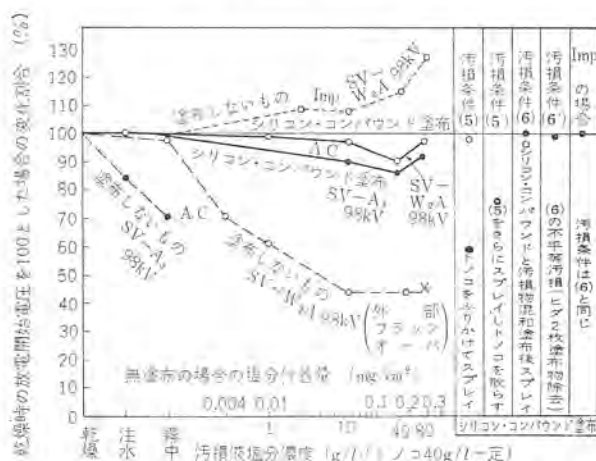 乾燥時の放電開始電圧を100とした場合の変化割合 (%)
130
120
110
100
90
80
70
60
50
40
30
20
10
0
塗布しないもの Imp
SV-WeA 98kV
シリコン・コンパウンド塗布
AC
シリコン・コンパウンド塗布
SV-A, 98kV
SV-WeA 98kV
塗布しないもの AC
SV-A, 98kV
塗布しないもの
SV-WeA 98kV
(外部フラッシオーバ)
無塗布の場合の塩分付着量 (mg/cm²)
0.004 0.01 0.1 0.2 0.3
乾燥 注水 霧中 1 10 40 80
汚損液塩分濃度 (g/l) (トノコ40g/l一定)
汚損条件(5)
汚損条件(5')
汚損条件(6)
汚損条件(6')
Impの場合
トノコをふりかけてスプレイ
(5)をさらにスプレイしトノコを散らす
シリコン・コンパウンドと汚損物混和塗布後スプレイ
(6)の不平等汚損(ヒダ2枚塗布物除去)
汚損条件は(6)と同じ
シリコン・コンパウンド塗布